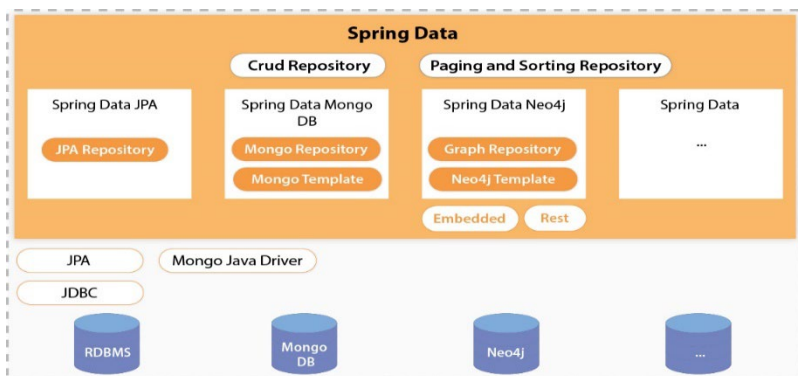 Spring Data
Crud Repository
Paging and Sorting Repository
Spring Data JPA
JPA Repository
Spring Data Mongo
DB
Mongo Repository
Mongo Template
Spring Data Neo4j
Graph Repository
Neo4j Template
Spring Data
...
Embedded
Rest
JPA
Mongo Java Driver
JDBC
RDBMS
Mongo
DB
Neo4j
...